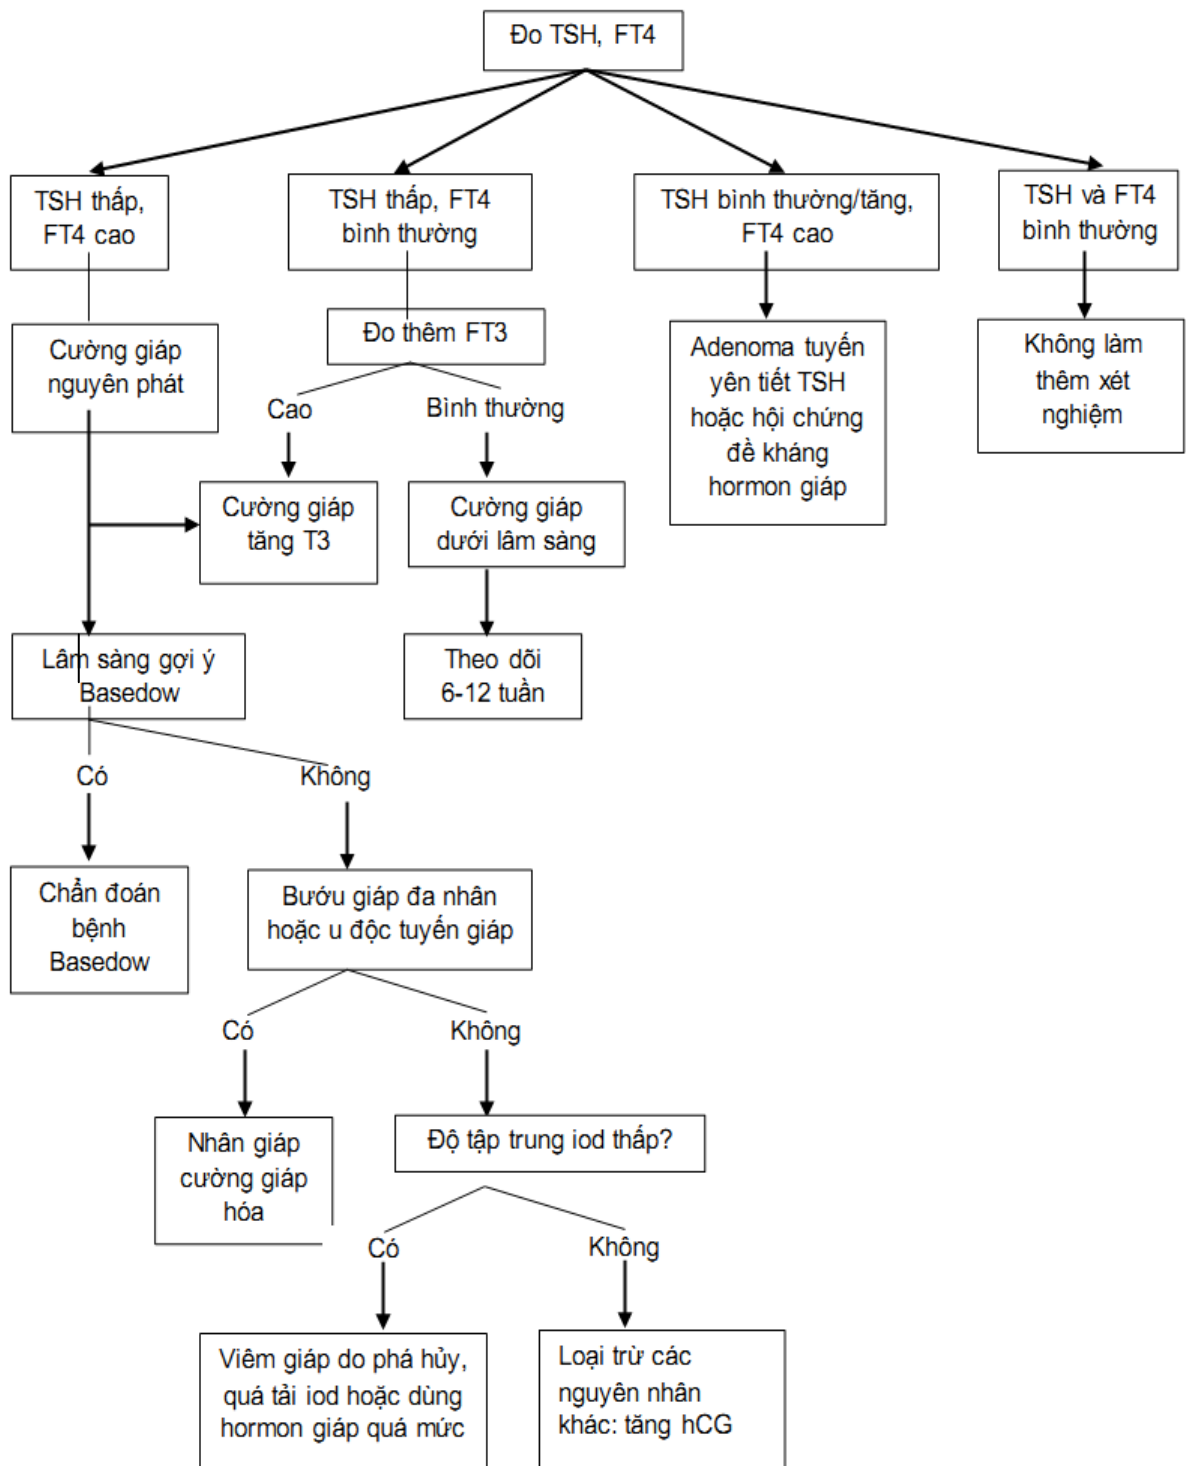 Đo TSH, FT4
TSH thấp,
FT4 cao
TSH thấp, FT4
bình thường
TSH bình thường/tăng,
FT4 cao
TSH và FT4
bình thường
Cường giáp
nguyên phát
Đo thêm FT3
Adenoma tuyến
yên tiết TSH
hoặc hội chứng
đề kháng
hormon giáp
Không làm
thêm xét
nghiệm
Cao
Bình thường
Cường giáp
tăng T3
Cường giáp
dưới lâm sàng
Lâm sàng gợi ý
Basedow
Theo dõi
6-12 tuần
Có
Không
Chẩn đoán
bệnh
Basedow
Bướu giáp đa nhân
hoặc u độc tuyến giáp
Có
Không
Nhân giáp
cường giáp
hóa
Độ tập trung iod thấp?
Có
Không
Viêm giáp do phá hủy,
quá tải iod hoặc dùng
hormon giáp quá mức
Loại trừ các
nguyên nhân
khác: tăng hCG